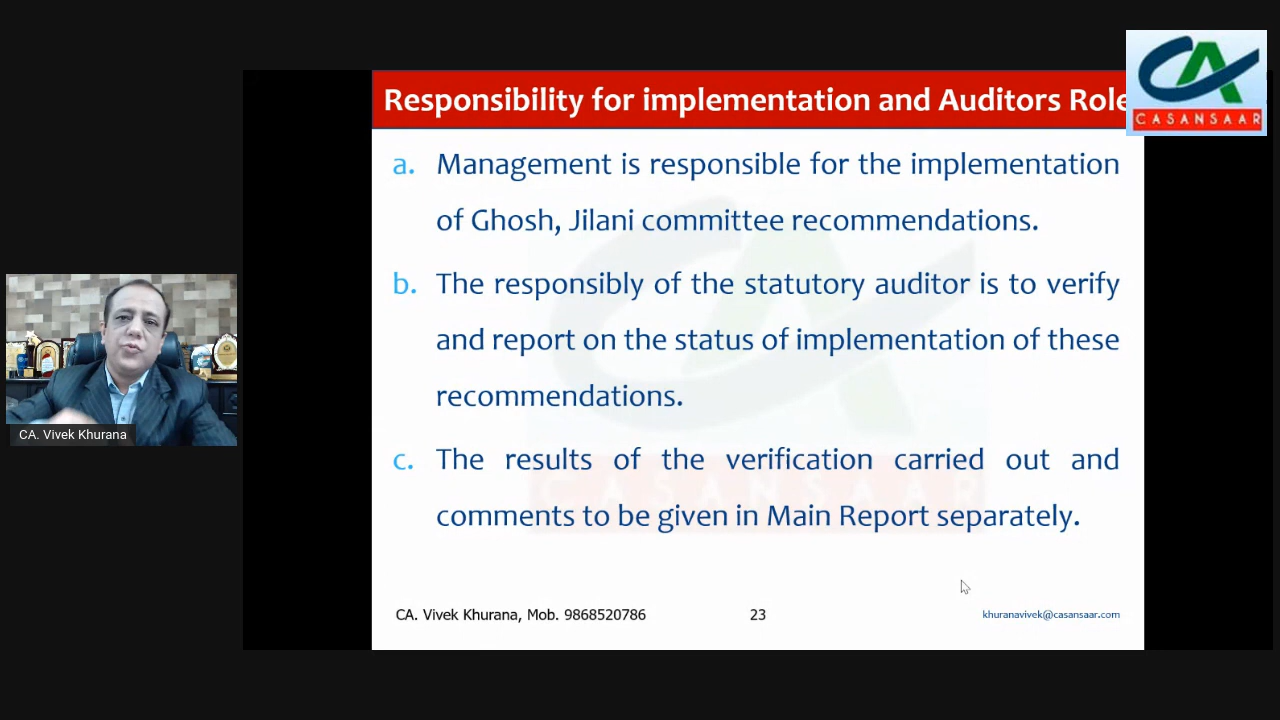 Responsibility for implementation and Auditors Role
CA
CASANSAAR
a. Management is responsible for the implementation
of Ghosh, Jilani committee recommendations.
b. The responsibly of the statutory auditor is to verify
and report on the status of implementation of these
recommendations.
c. The results of the verification carried out and
comments to be given in Main Report separately.
CASANSAAR
CA. Vivek Khurana
CA. Vivek Khurana, Mob. 9868520786
23
khuranavivek@casansaar.com